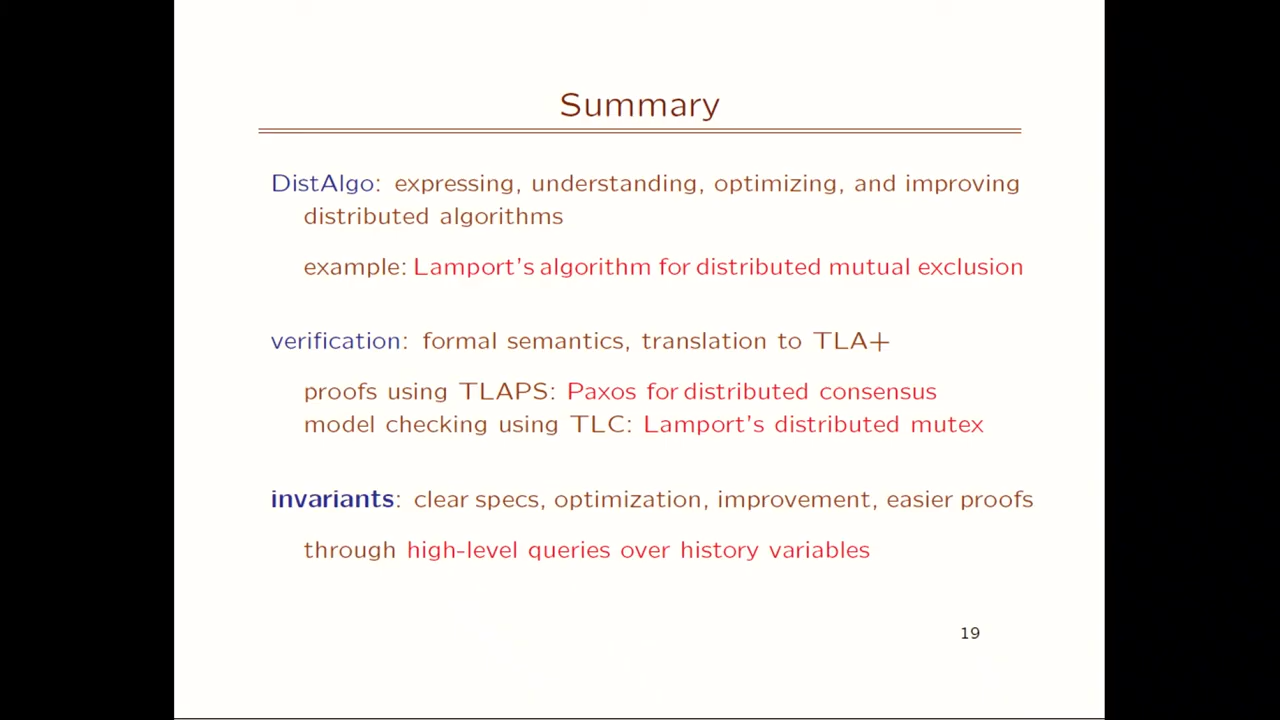 Summary
DistAlgo: expressing, understanding, optimizing, and improving
distributed algorithms
example: Lamport's algorithm for distributed mutual exclusion
verification: formal semantics, translation to TLA+
proofs using TLAPS: Paxos for distributed consensus
model checking using TLC: Lamport's distributed mutex
invariants: clear specs, optimization, improvement, easier proofs
through high-level queries over history variables
19